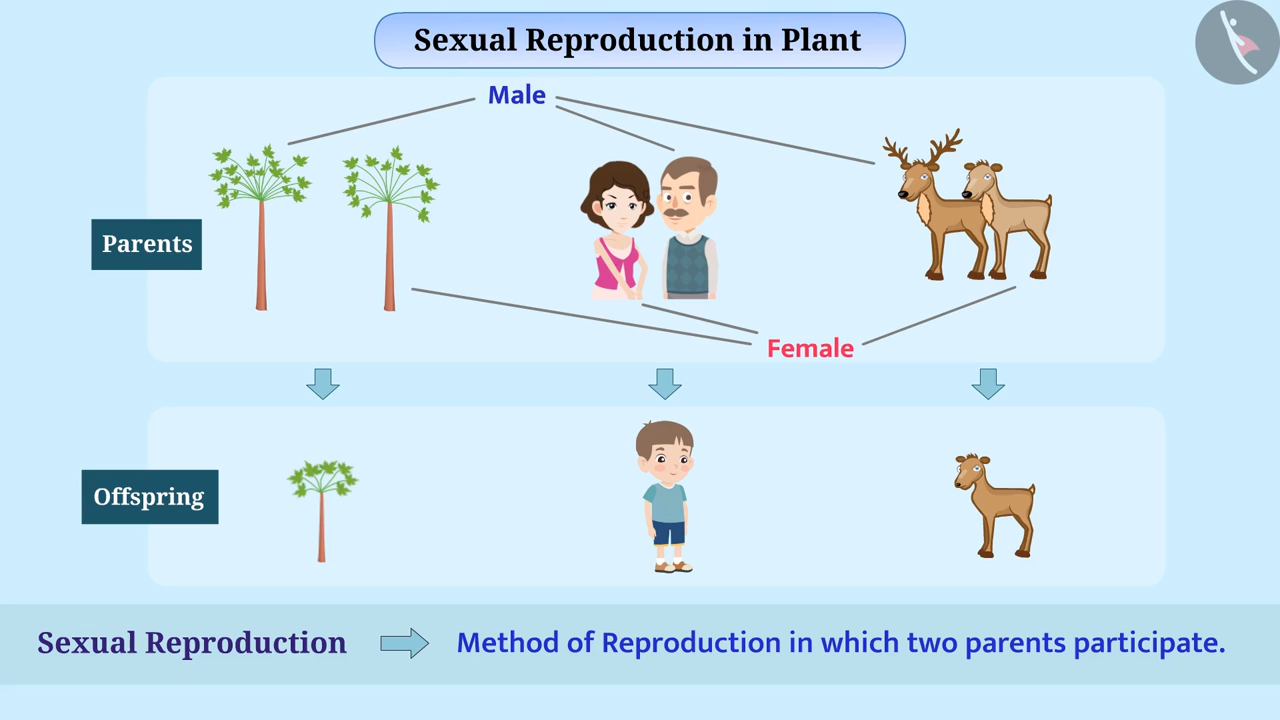 Sexual Reproduction in Plant
Male
Parents
Female
Offspring
Sexual Reproduction
Method of Reproduction in which two parents participate.